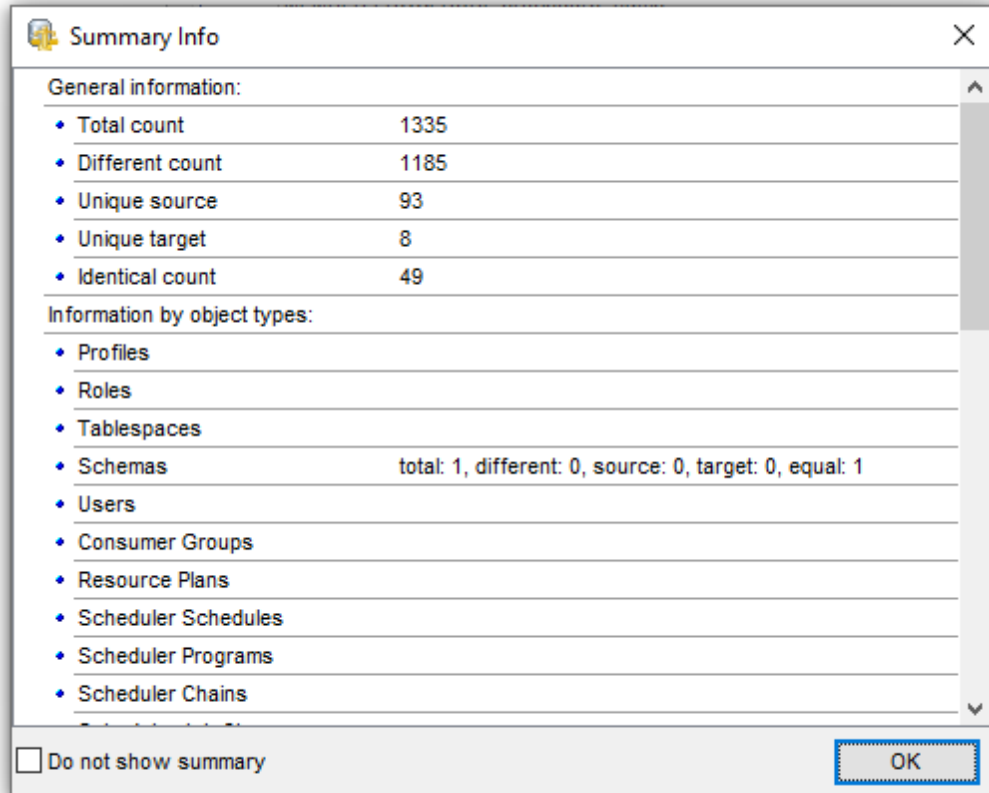 Summary Info
General information:
Total count 1335
Different count 1185
Unique source 93
Unique target 8
Identical count 49
Information by object types:
Profiles
Roles
Tablespaces
Schemas total: 1, different: 0, source: 0, target: 0, equal: 1
Users
Consumer Groups
Resource Plans
Scheduler Schedules
Scheduler Programs
Scheduler Chains
Do not show summary
OK